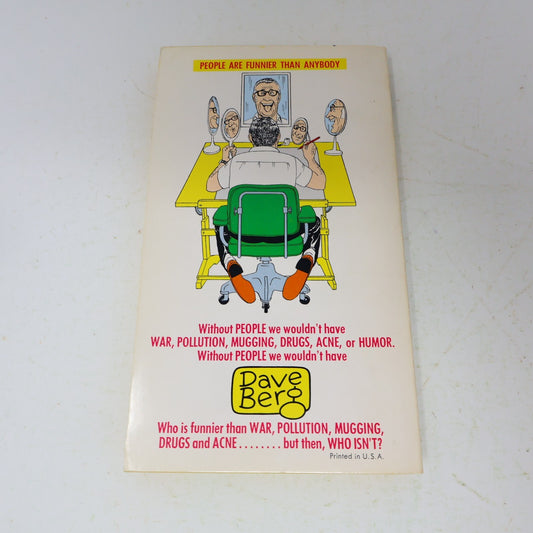 PEOPLE ARE FUNNIER THAN ANYBODY
Without PEOPLE we wouldn't have
WAR, POLLUTION, MUGGING, DRUGS, ACNE, or HUMOR.
Without PEOPLE we wouldn't have
Dave
Berg
Who is funnier than WAR, POLLUTION, MUGGING,
DRUGS and ACNE........ but then, WHO ISN'T?
Printed in U.S.A.